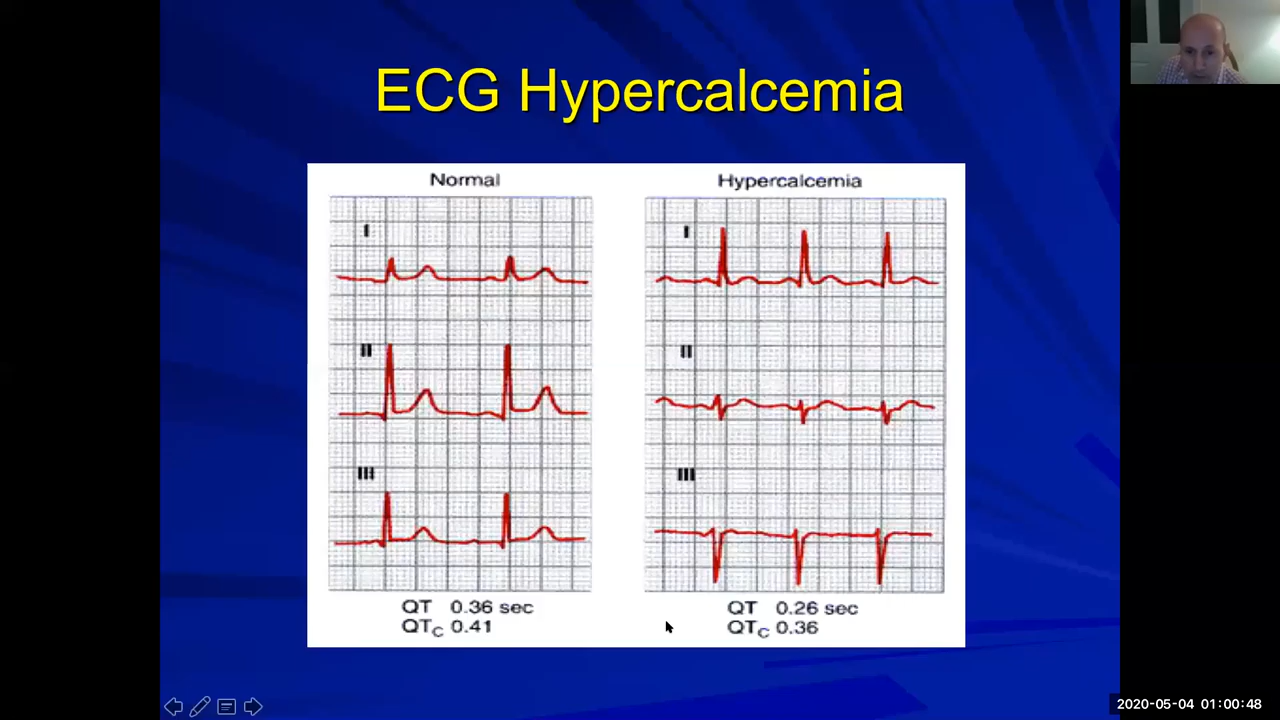 ECG Hypercalcemia
Normal
I
II
III
QT 0.36 sec
QTC 0.41
Hypercalcemia
I
II
III
QT 0.26 sec
QTC 0.36
2020-05-04 01:00:48